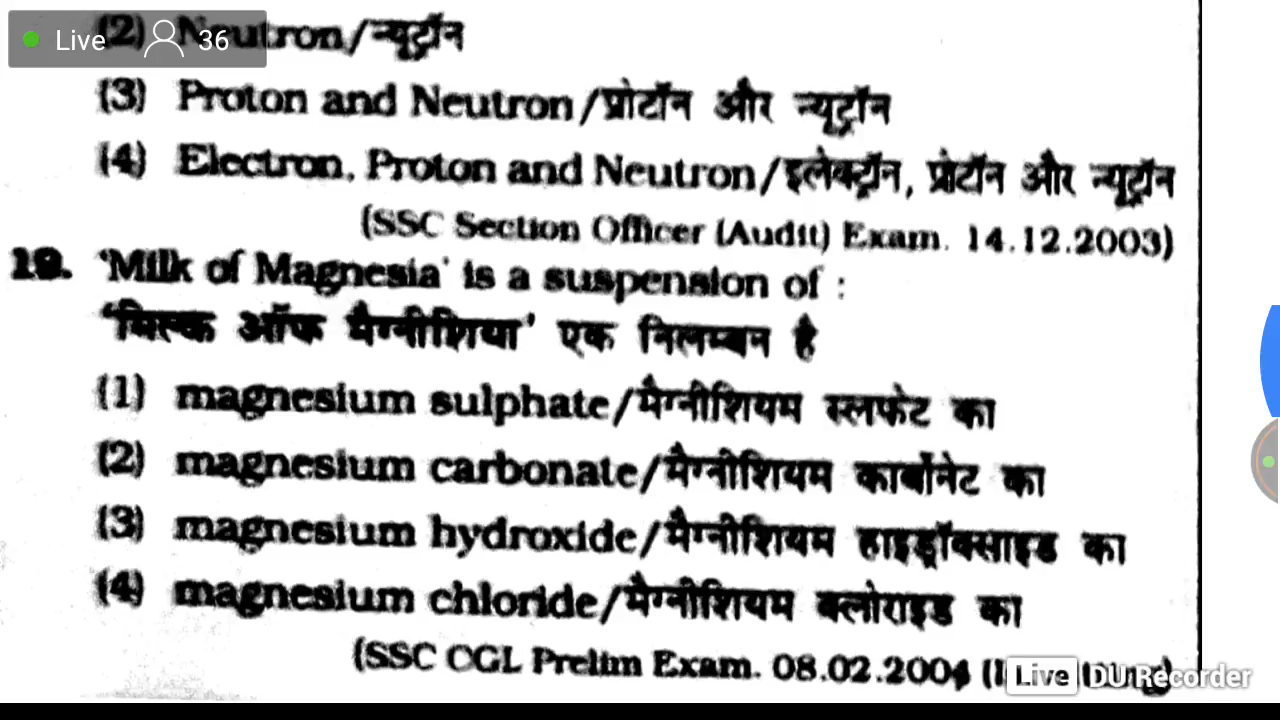 (2) Neutron/न्यूट्रॉन
Live 36
(3) Proton and Neutron/प्रोटॉन और न्यूट्रॉन
(4) Electron, Proton and Neutron/इलेक्ट्रॉन, प्रोटॉन और न्यूट्रॉन
(SSC Section Officer (Audit) Exam. 14.12.2003)
19. 'Milk of Magnesia' is a suspension of :
'मिल्क ऑफ मैग्नीशिया' एक निलम्बन है
(1) magnesium sulphate/मैग्नीशियम स्लफेट का
(2) magnesium carbonate/मैग्नीशियम कार्बोनेट का
(3) magnesium hydroxide/मैग्नीशियम हाइड्रॉक्साइड का
(4) magnesium chloride/मैग्नीशियम क्लोराइड का
(SSC CGL Prelim Exam. 08.02.2004
Live DU Recorder